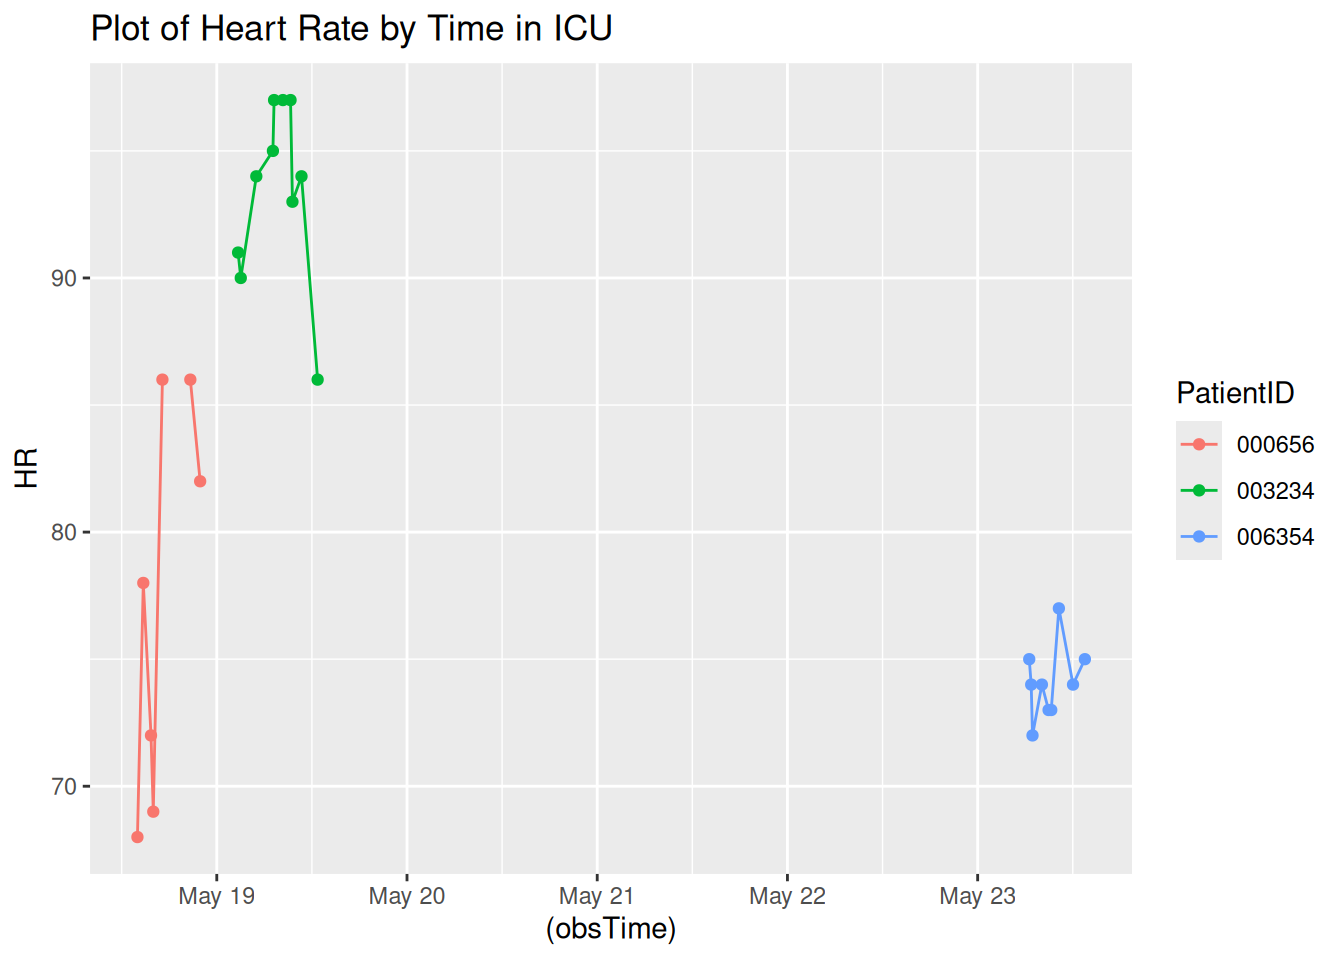 Plot of Heart Rate by Time in ICU
HR
90
80
70
May 19
May 20
May 21
May 22
May 23
(obsTime)
PatientID
000656
003234
006354